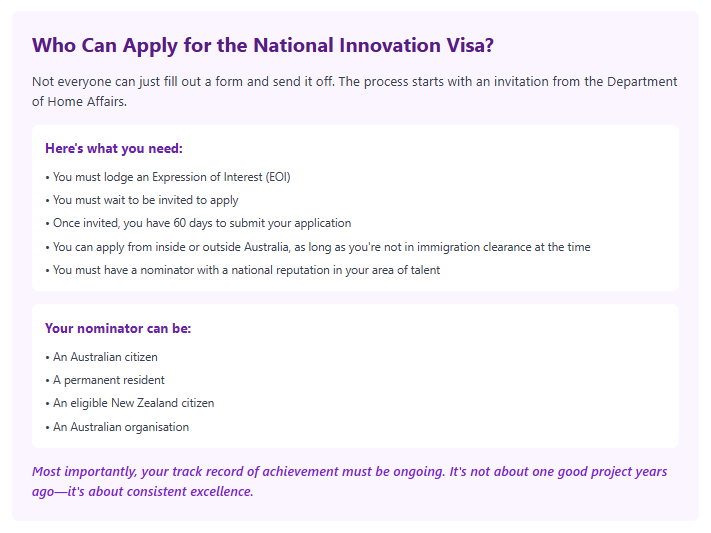 Who Can Apply for the National Innovation Visa?
Not everyone can just fill out a form and send it off. The process starts with an invitation from the Department
of Home Affairs.
Here's what you need:
• You must lodge an Expression of Interest (EOI)
• You must wait to be invited to apply
• Once invited, you have 60 days to submit your application
• You can apply from inside or outside Australia, as long as you're not in immigration clearance at the time
• You must have a nominator with a national reputation in your area of talent
Your nominator can be:
• An Australian citizen
• A permanent resident
• An eligible New Zealand citizen
• An Australian organisation
Most importantly, your track record of achievement must be ongoing. It's not about one good project years
ago—it's about consistent excellence.